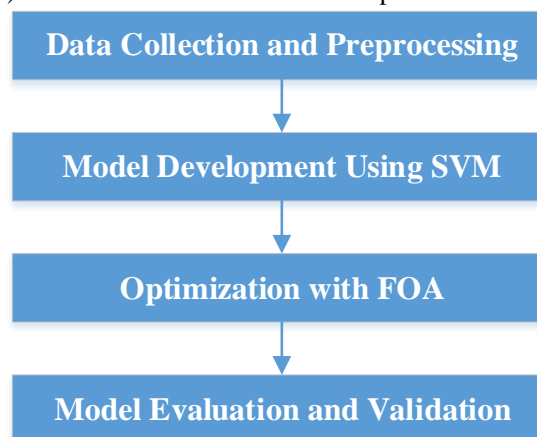 Data Collection and Preprocessing
Model Development Using SVM
Optimization with FOA
Model Evaluation and Validation